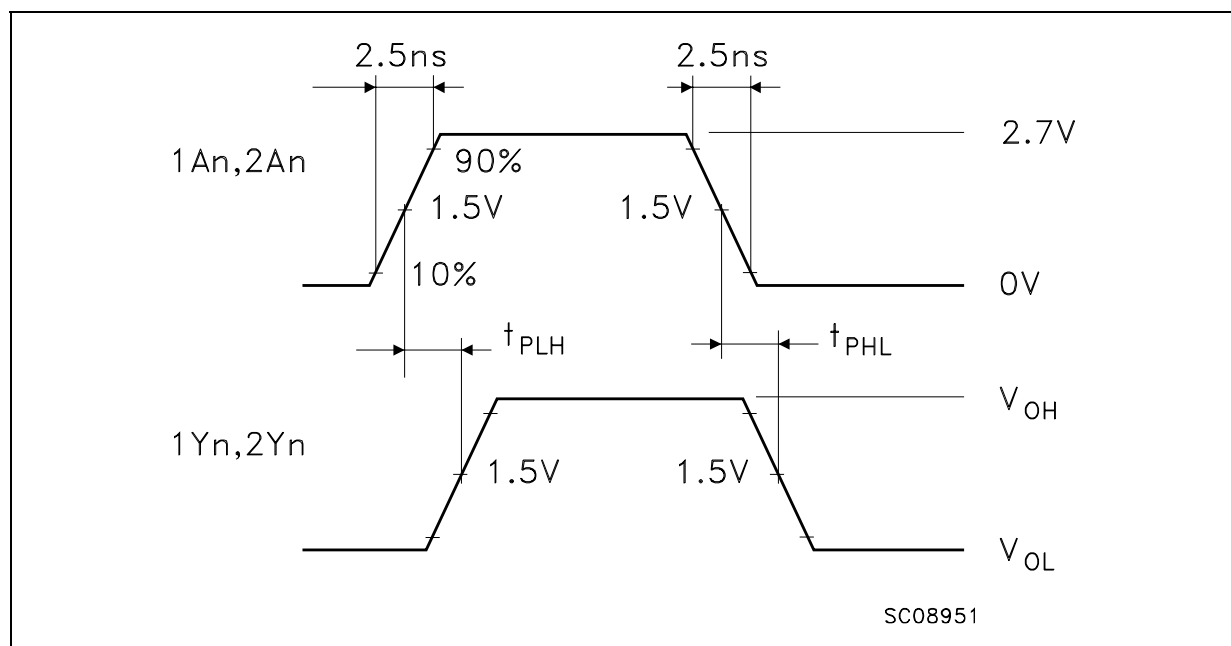 2.5ns 2.5ns
1An,2An 90% 2.7V
1.5V 1.5V
10% 0V
tPLH tPHL
VOH
1Yn,2Yn 1.5V 1.5V
VOL
SC08951